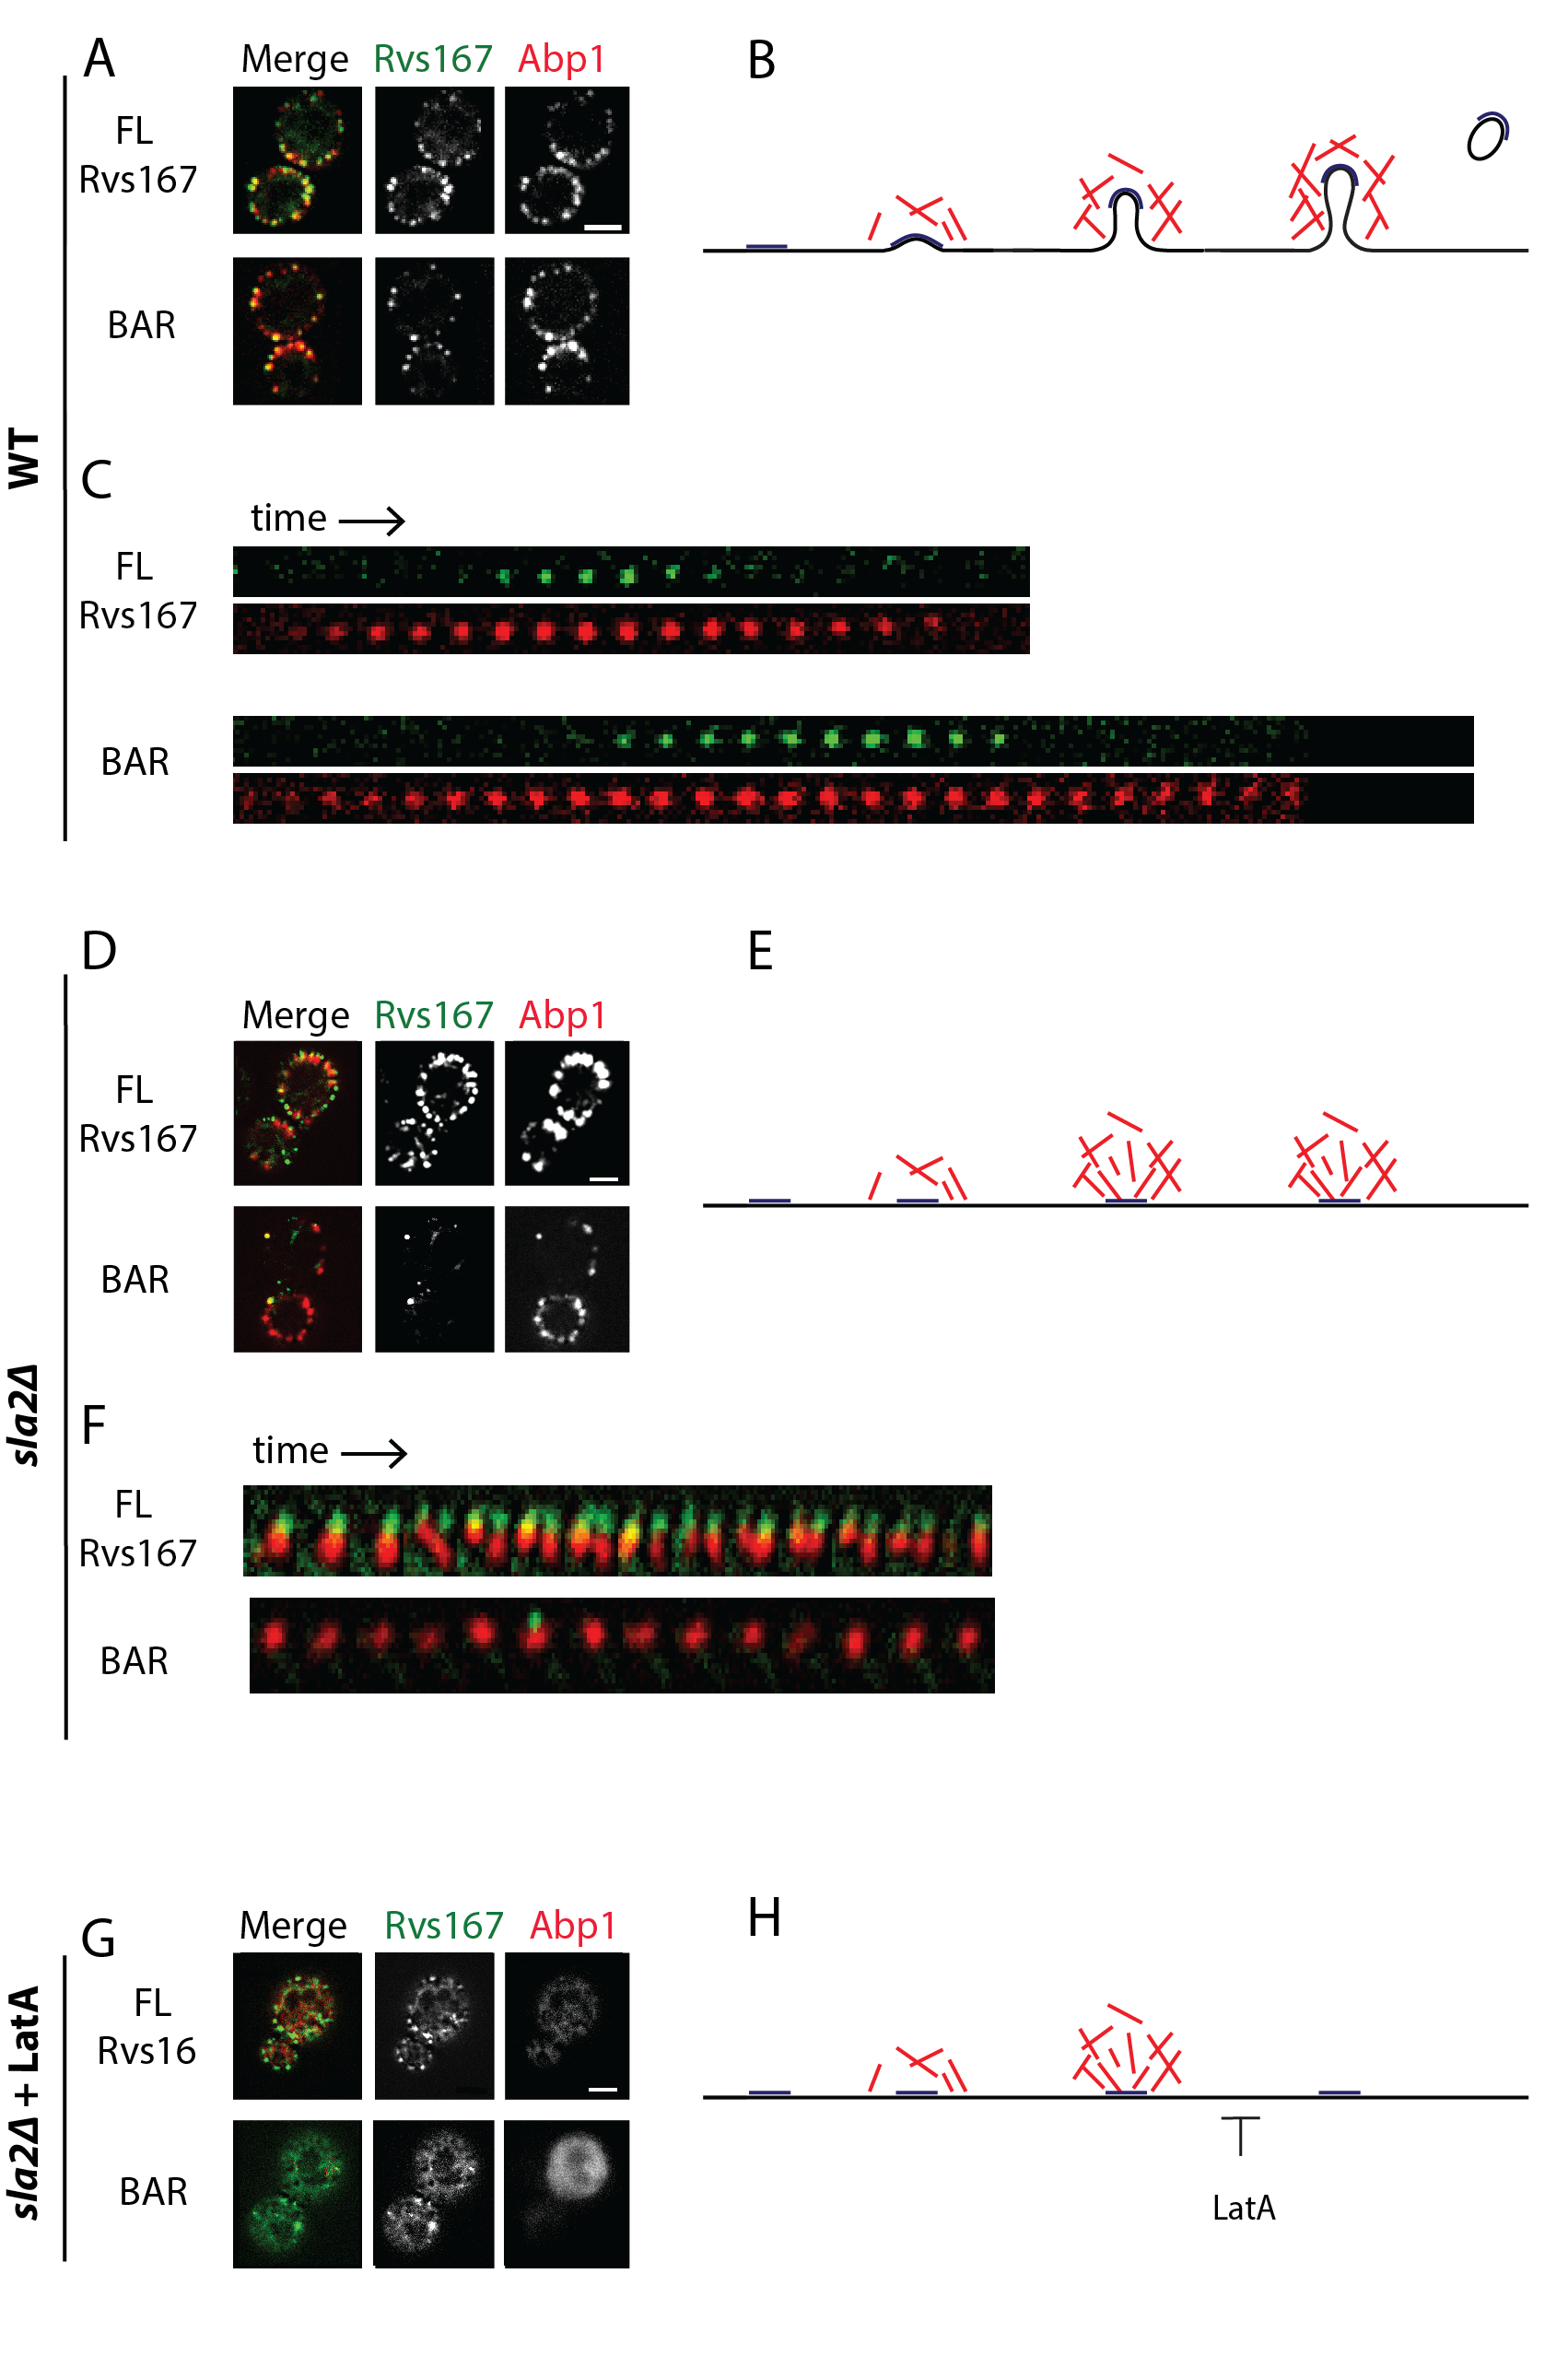 A
Merge Rvs167 Abp1
FL
Rvs167
BAR
B
WT
C
time
FL
Rvs167
BAR
D
Merge Rvs167 Abp1
FL
Rvs167
BAR
E
sla2Δ
F
time
FL
Rvs167
BAR
G
Merge Rvs167 Abp1
FL
Rvs16
BAR
sla2Δ + LatA
H
LatA